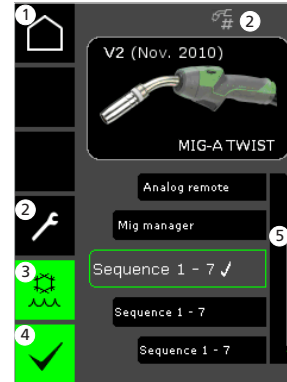 1
#
2
V2 (Nov. 2010)
MIG-A TWIST
Analog remote
2
Mig manager
5
3
Sequence 1 - 7
Sequence 1 - 7
4
Sequence 1 - 7